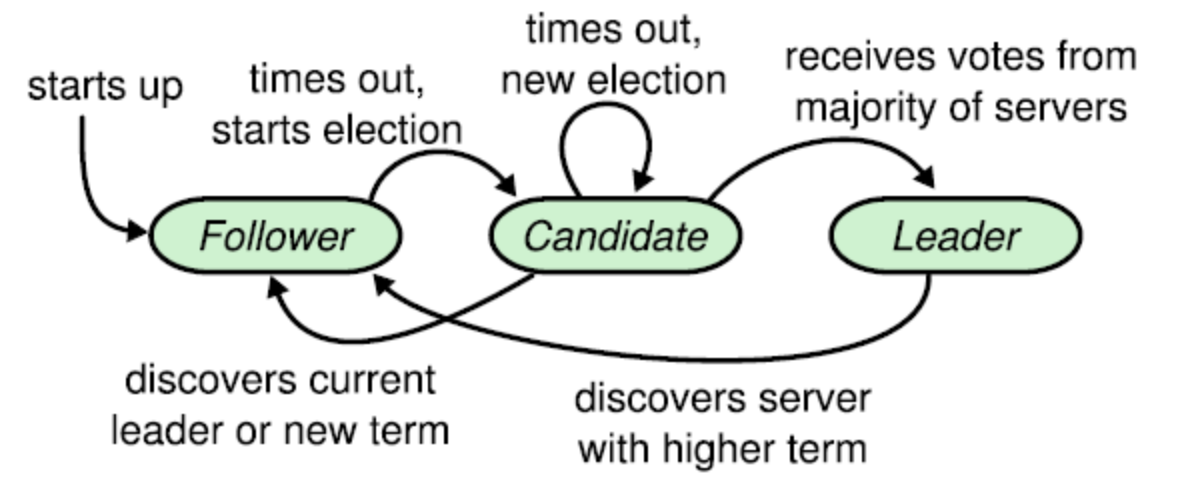 starts up
times out,
starts election
times out,
new election
receives votes from
majority of servers
Follower
Candidate
Leader
discovers current
leader or new term
discovers server
with higher term